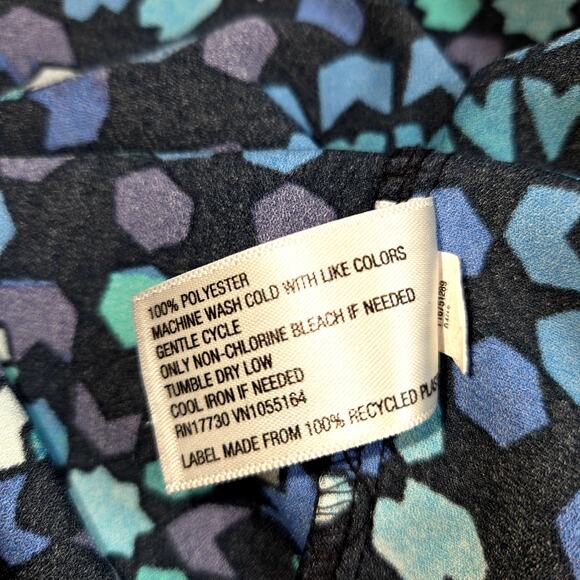 100% POLYESTER
MACHINE WASH COLD WITH LIKE COLORS
GENTLE CYCLE
ONLY NON-CHLORINE BLEACH IF NEEDED
TUMBLE DRY LOW
COOL IRON IF NEEDED
RN17730 VN1055164
LABEL MADE FROM 100% RECYCLED